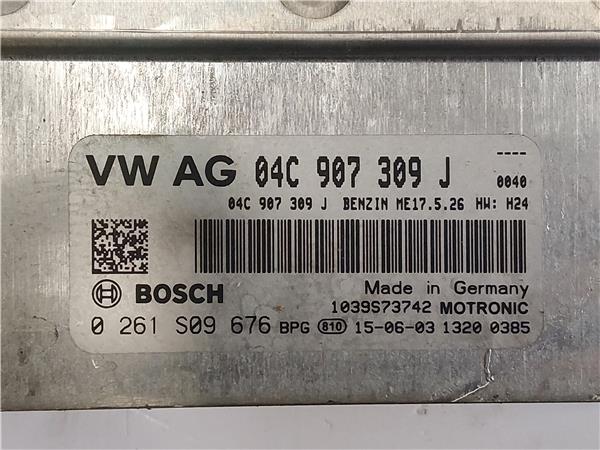 VW AG 04C 907 309 J ----
0040
04C 907 309 J BENZIN ME17.5.26 HW: H24
Made in Germany
BOSCH 1039S73742 MOTRONIC
0 261 S09 676 BPG 810 15-06-03 1320 0385